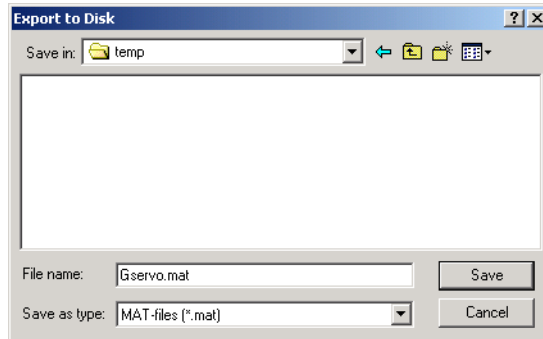 Export to Disk
Save in: temp
File name: Gservo.mat Save
Save as type: MAT-files (*.mat) Cancel